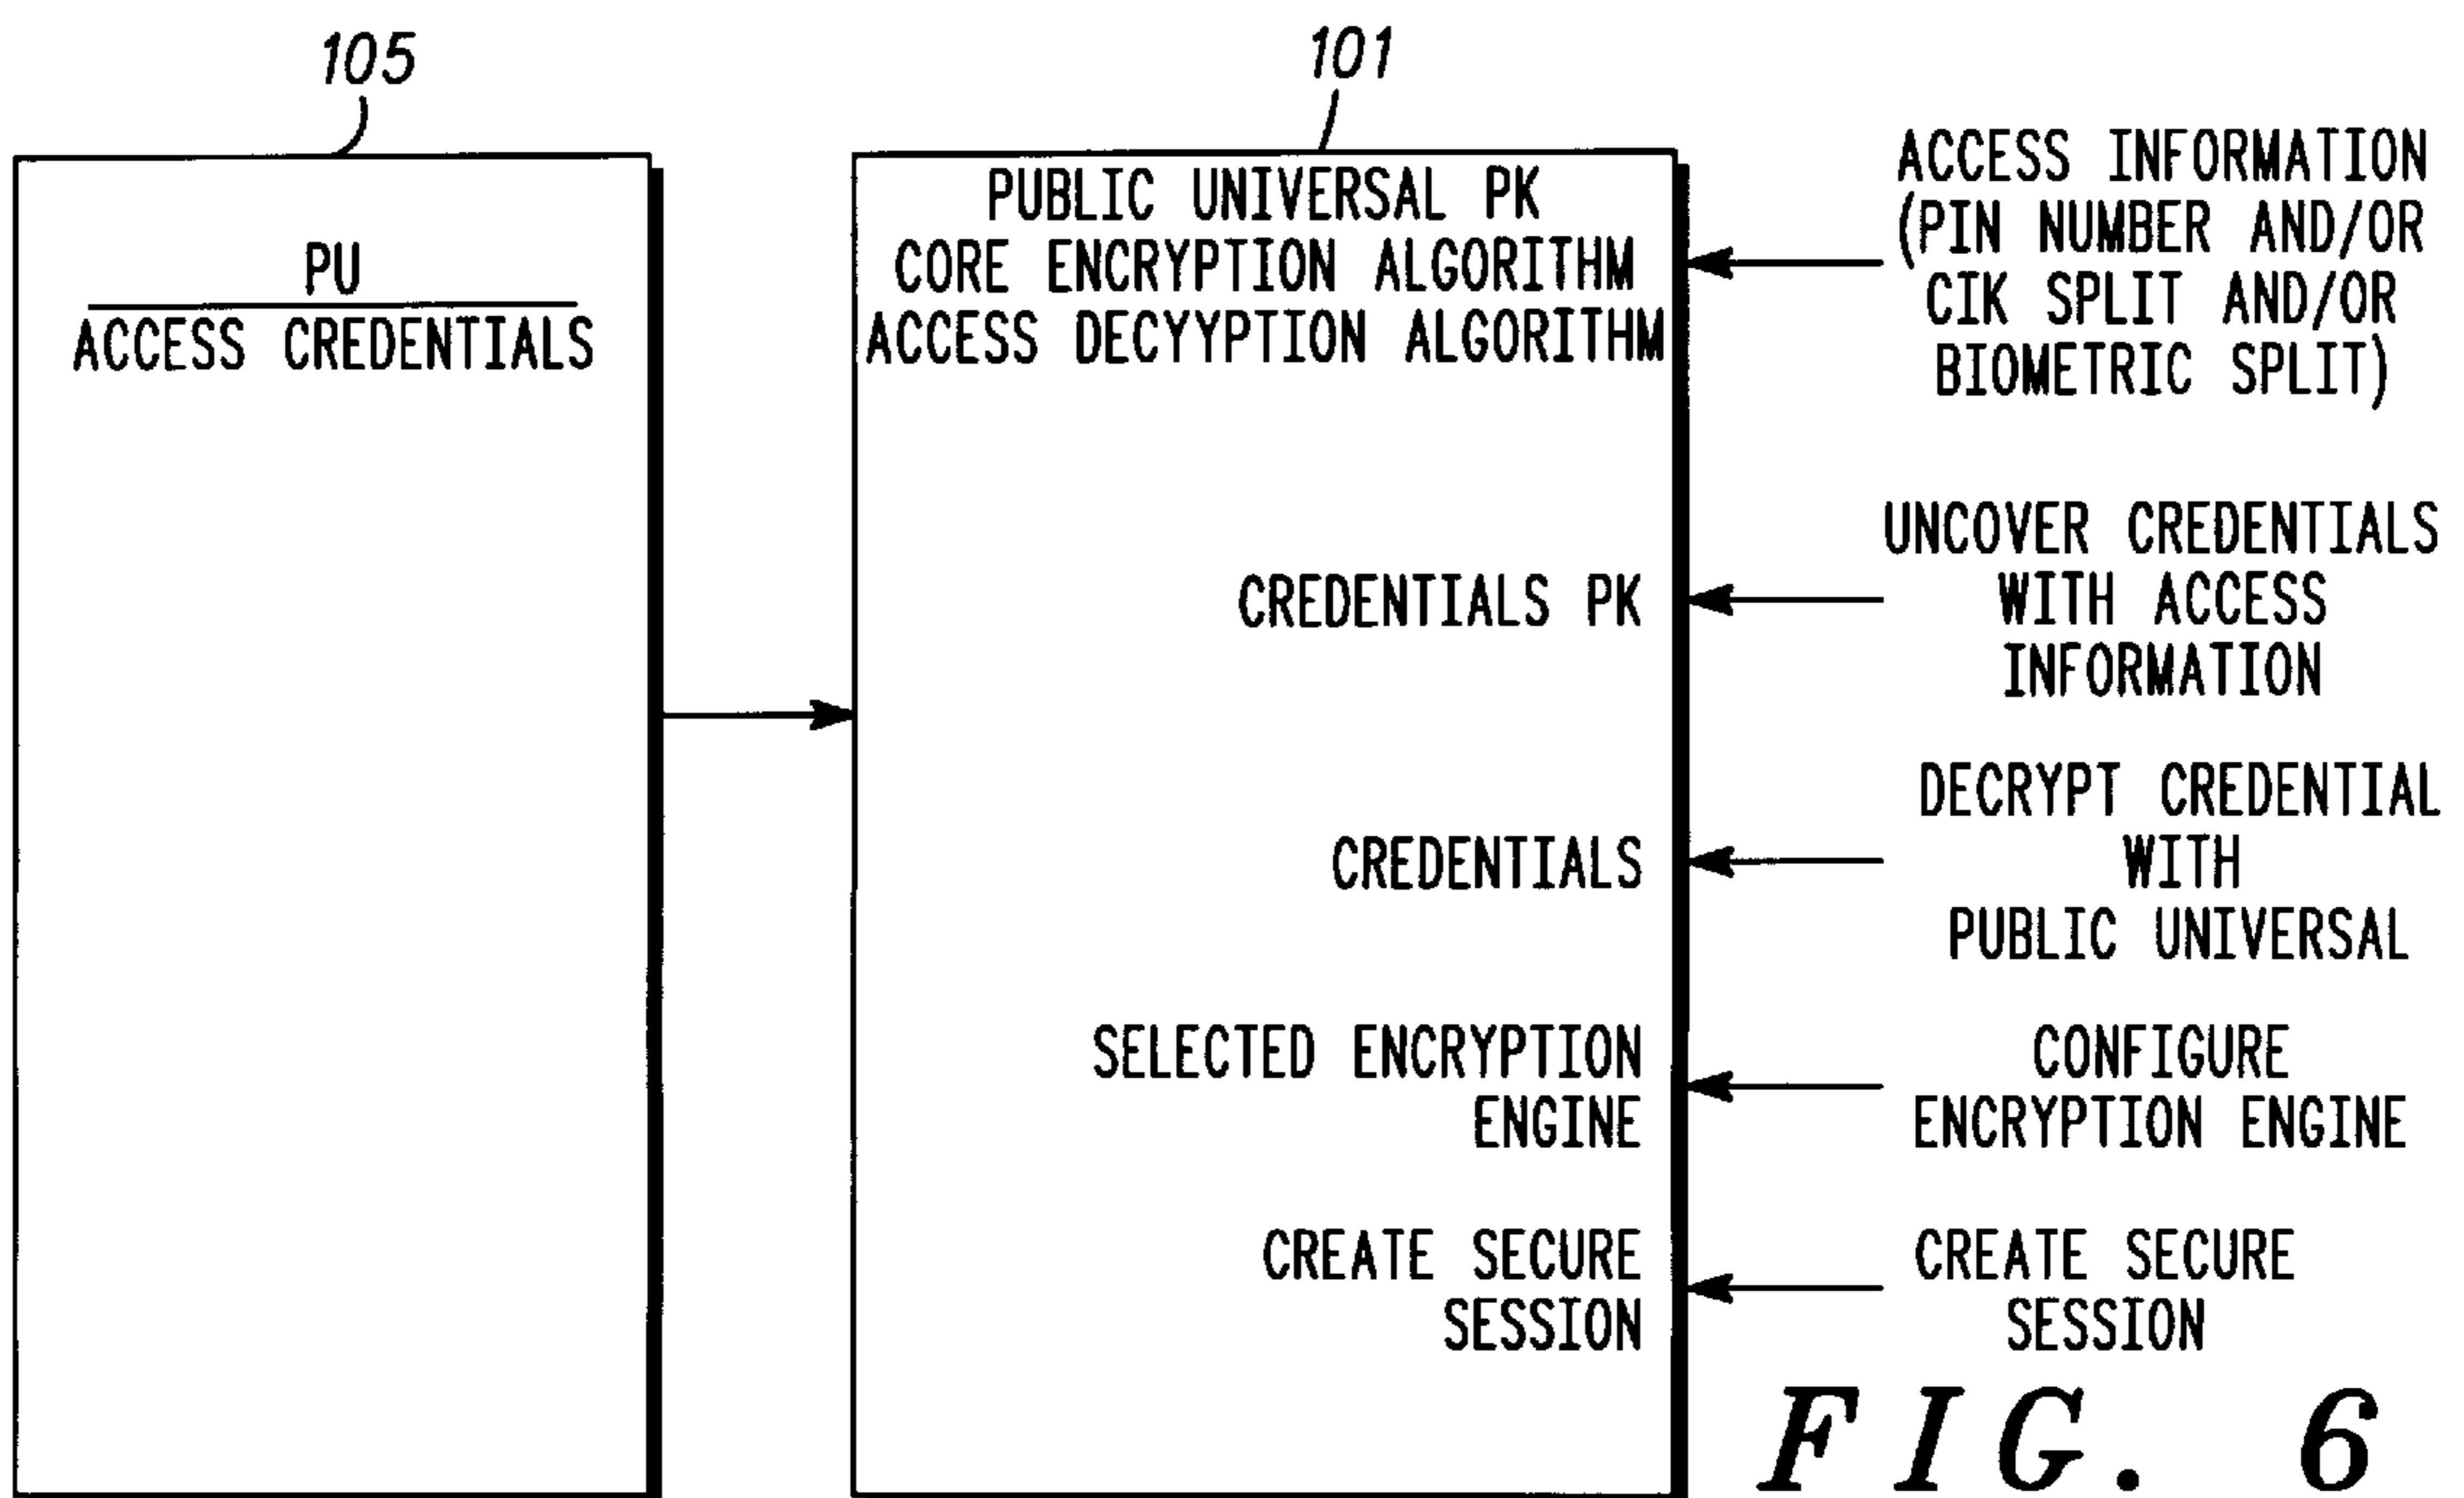 105
PU
ACCESS CREDENTIALS
101
PUBLIC UNIVERSAL PK
CORE ENCRYPTION ALGORITHM
ACCESS DECYYPTION ALGORITHM
CREDENTIALS PK
CREDENTIALS
SELECTED ENCRYPTION
ENGINE
CREATE SECURE
SESSION
ACCESS INFORMATION
(PIN NUMBER AND/OR
CIK SPLIT AND/OR
BIOMETRIC SPLIT)
UNCOVER CREDENTIALS
WITH ACCESS
INFORMATION
DECRYPT CREDENTIAL
WITH
PUBLIC UNIVERSAL
CONFIGURE
ENCRYPTION ENGINE
CREATE SECURE
SESSION
FIG. 6